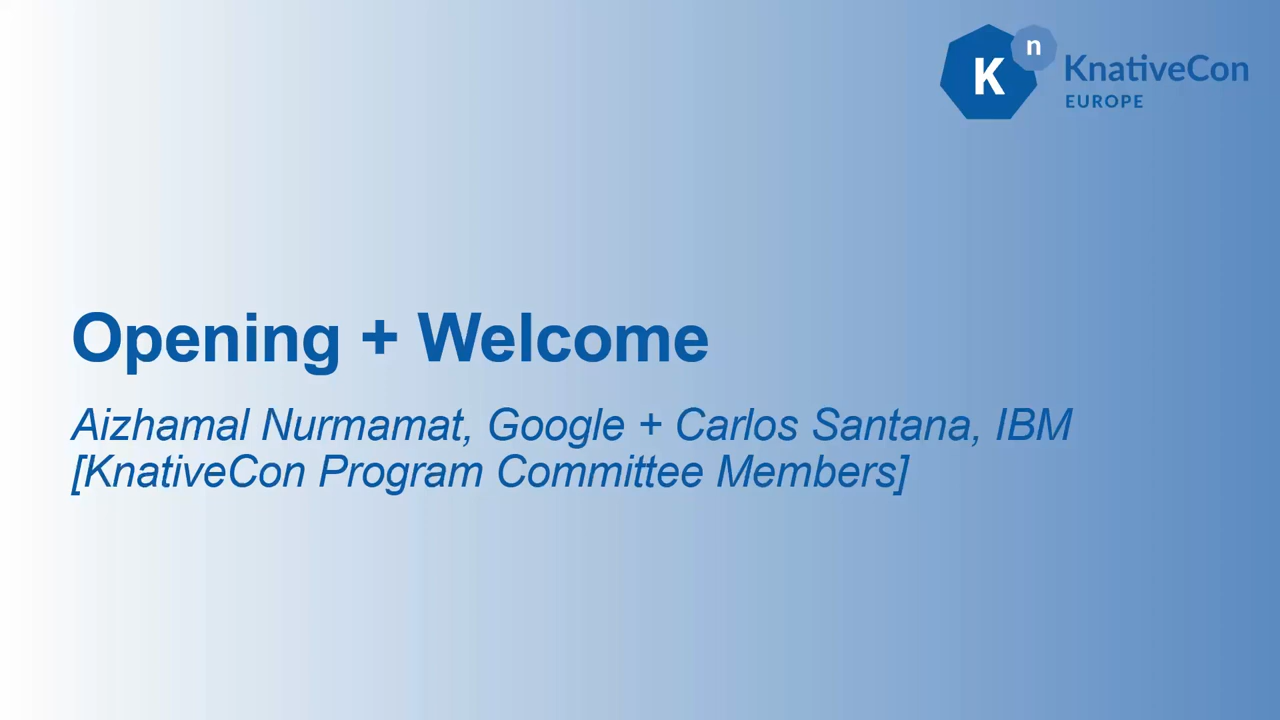 K n KnativeCon
EUROPE
Opening + Welcome
Aizhamal Nurmamat, Google + Carlos Santana, IBM
[KnativeCon Program Committee Members]